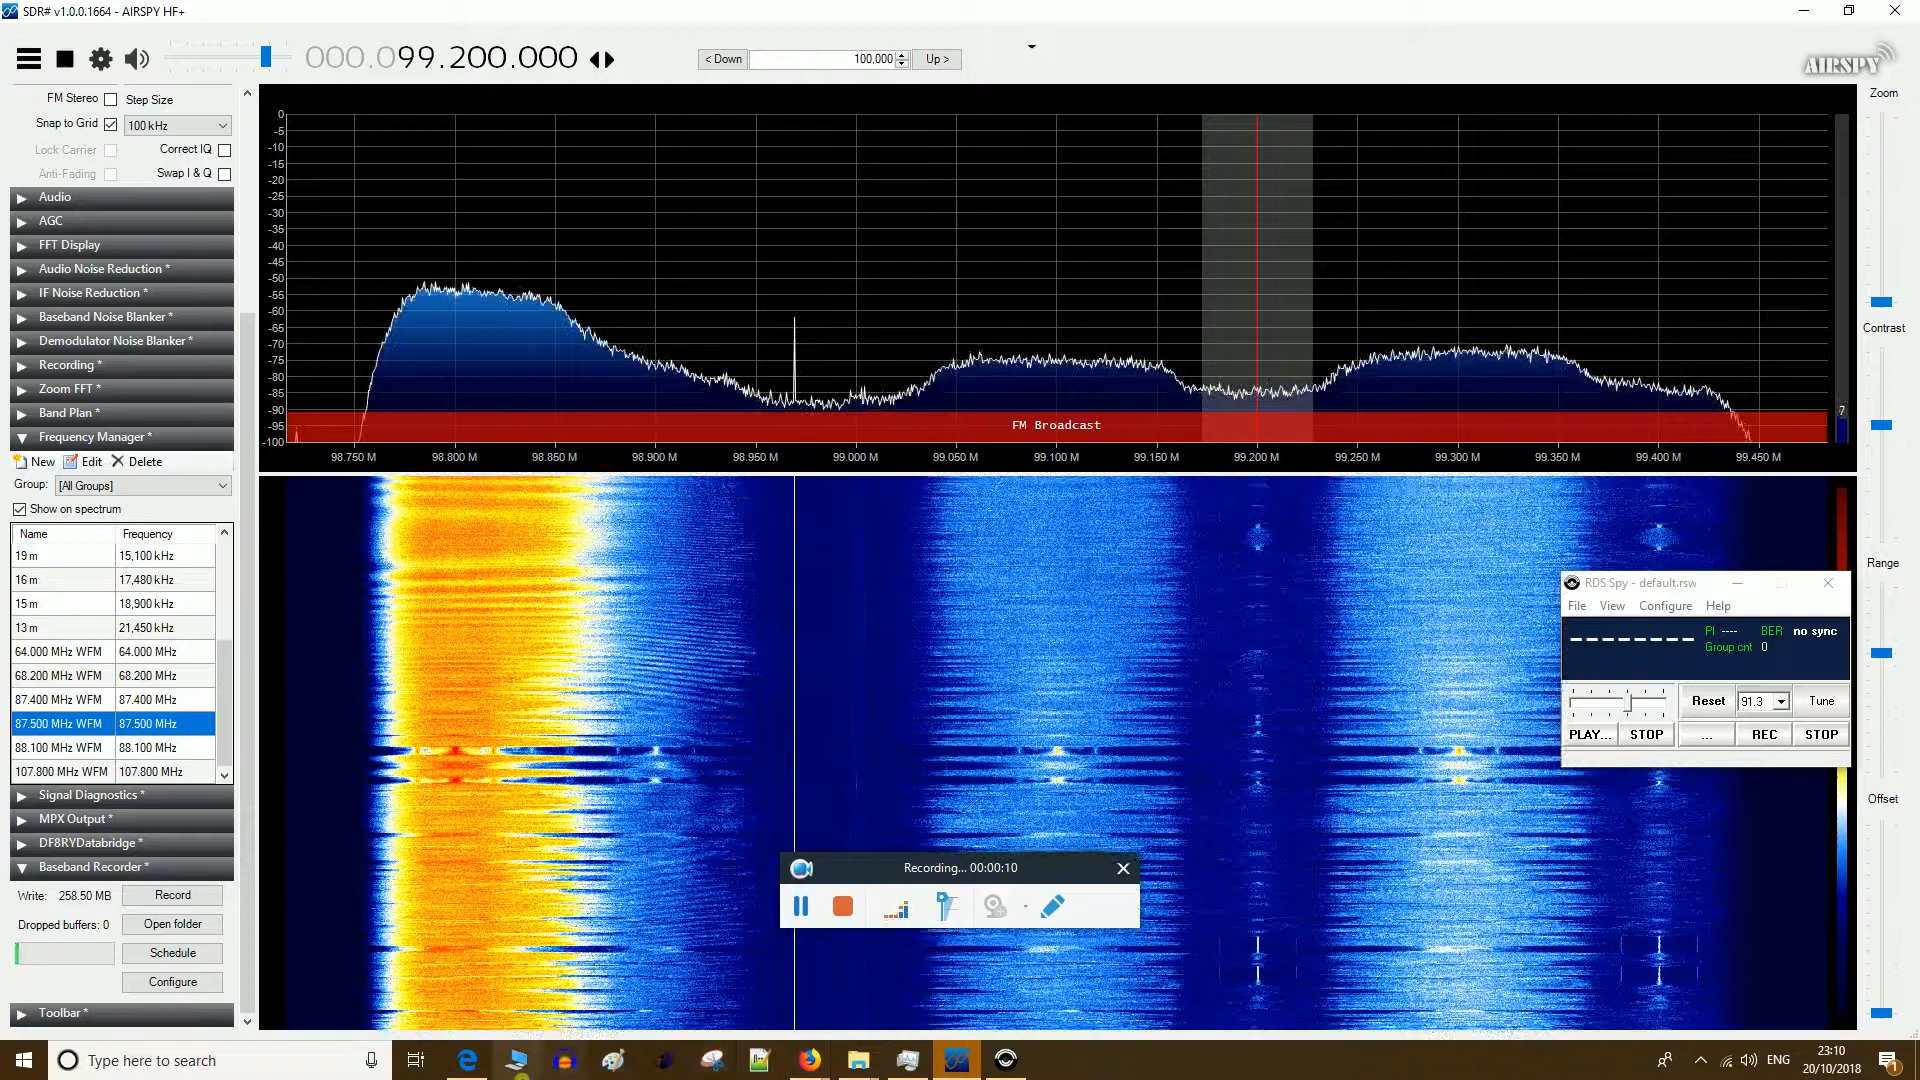 SDR# v1.0.0.1664 - AIRSPY HF+
000.099.200.000
< Down 100,000 Up >
AIRSPY
FM Stereo Step Size
Snap to Grid 100 kHz
Lock Carrier Correct IQ
Anti-Fading Swap I & Q
Audio
AGC
FFT Display
Audio Noise Reduction *
IF Noise Reduction *
Baseband Noise Blanker *
Demodulator Noise Blanker *
Recording *
Zoom FFT *
Band Plan *
Frequency Manager *
New Edit Delete
Group: [All Groups]
Show on spectrum
Name Frequency
19 m 15,100 kHz
16 m 17,480 kHz
15 m 18,900 kHz
13 m 21,450 kHz
64.000 MHz WFM 64.000 MHz
68.200 MHz WFM 68.200 MHz
87.400 MHz WFM 87.400 MHz
87.500 MHz WFM 87.500 MHz
88.100 MHz WFM 88.100 MHz
107.800 MHz WFM 107.800 MHz
Signal Diagnostics *
MPX Output *
DF8RYDatabridge *
Baseband Recorder *
Write: 258.50 MB Record
Dropped buffers: 0 Open folder
Schedule
Configure
Toolbar *
0
-5
-10
-15
-20
-25
-30
-35
-40
-45
-50
-55
-60
-65
-70
-75
-80
-85
-90
-95
-100
FM Broadcast
7
98.750 M 98.800 M 98.850 M 98.900 M 98.950 M 99.000 M 99.050 M 99.100 M 99.150 M 99.200 M 99.250 M 99.300 M 99.350 M 99.400 M 99.450 M
Zoom
Contrast
Range
Offset
RDS Spy - default.rsw
File View Configure Help
-------- PI ---- BER no sync
Group cnt 0
Reset 91.3 Tune
PLAY... STOP ... REC STOP
Recording... 00:00:10
Type here to search
ENG
23:10
20/10/2018
1